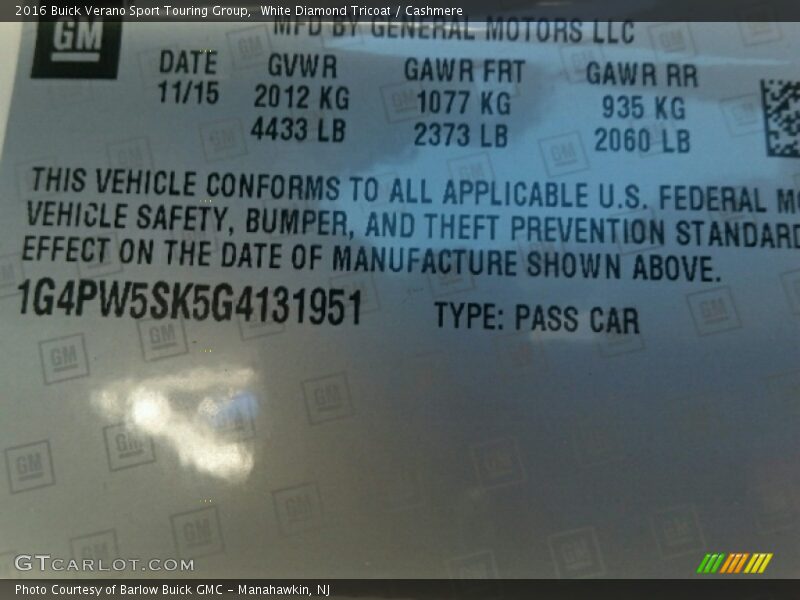 2016 Buick Verano Sport Touring Group,  White Diamond Tricoat / Cashmere
GM
MFD BY GENERAL MOTORS LLC
DATE GVWR GAWR FRT GAWR RR
11/15 2012 KG 1077 KG 935 KG
4433 LB 2373 LB 2060 LB
THIS VEHICLE CONFORMS TO ALL APPLICABLE U.S. FEDERAL
VEHICLE SAFETY, BUMPER, AND THEFT PREVENTION STANDARD
EFFECT ON THE DATE OF MANUFACTURE SHOWN ABOVE.
1G4PW5SK5G4131951 TYPE: PASS CAR
GTCARLOT.COM
Photo Courtesy of Barlow Buick GMC - Manahawkin, NJ